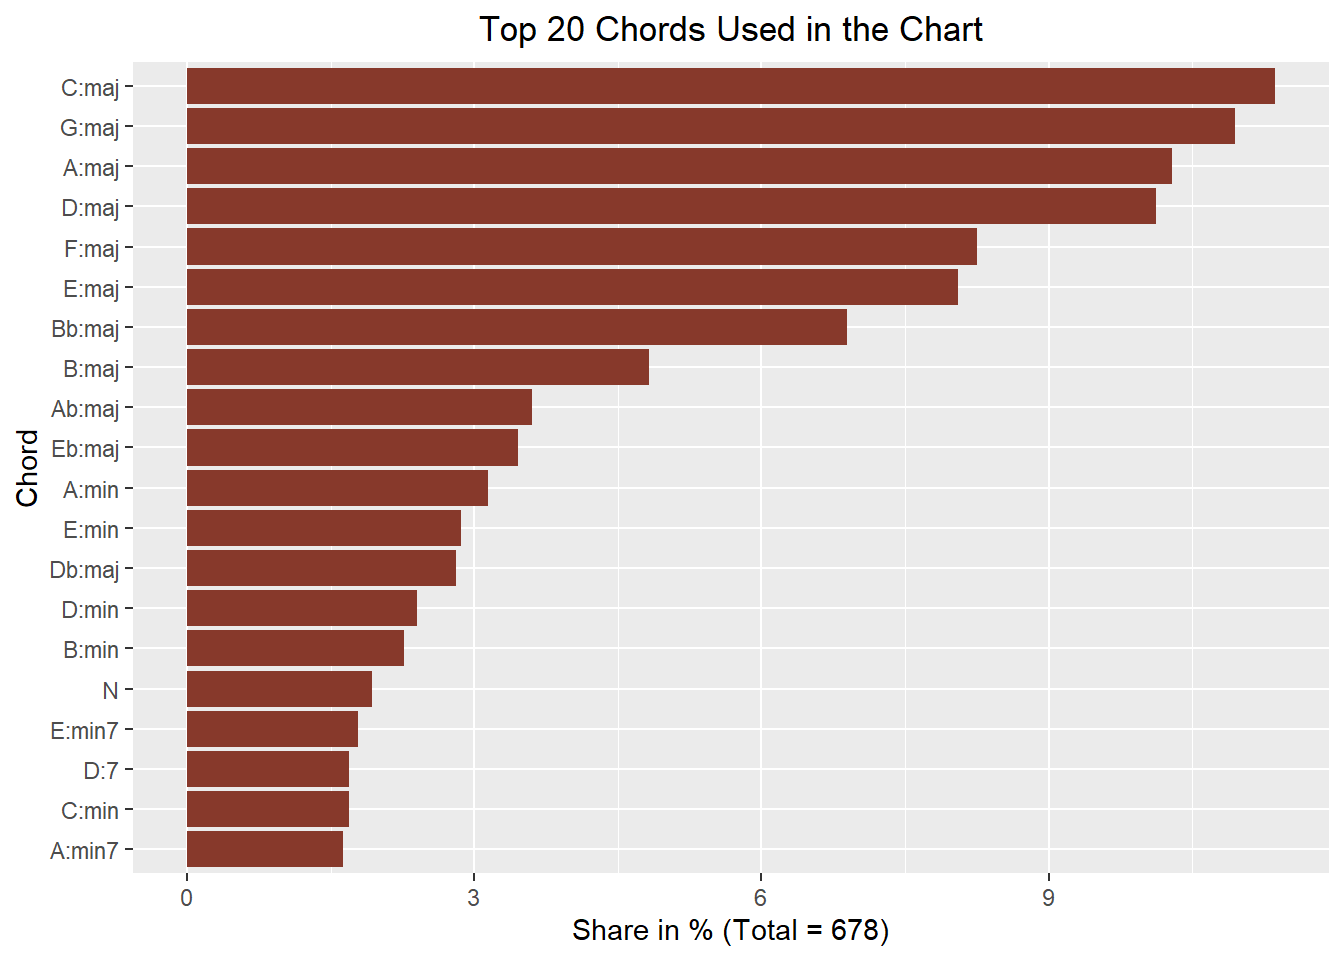 Top 20 Chords Used in the Chart
C:maj
G:maj
A:maj
D:maj
F:maj
E:maj
Bb:maj
B:maj
Ab:maj
Eb:maj
A:min
E:min
Db:maj
D:min
B:min
N
E:min7
D:7
C:min
A:min7
Chord
0 3 6 9
Share in % (Total = 678)